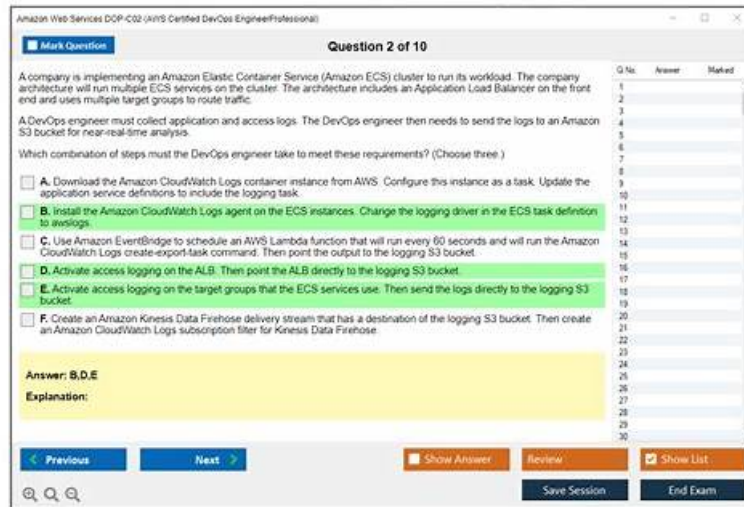 Amazon Web Services DOP-C02 (AWS Certified DevOps EngineerProfessional)
Mark Question
Question 2 of 10
A company is implementing an Amazon Elastic Container Service (Amazon ECS) cluster to run its workload. The company
architecture will run multiple ECS services on the cluster. The architecture includes an Application Load Balancer on the front
end and uses multiple target groups to route traffic.
A DevOps engineer must collect application and access logs. The DevOps engineer then needs to send the logs to an Amazon
S3 bucket for near-real-time analysis.
Which combination of steps must the DevOps engineer take to meet these requirements? (Choose three.)
A. Download the Amazon CloudWatch Logs container instance from AWS. Configure this instance as a task. Update the
application service definitions to include the logging task.
B. Install the Amazon CloudWatch Logs agent on the ECS instances. Change the logging driver in the ECS task definition
to awslogs.
C. Use Amazon EventBridge to schedule an AWS Lambda function that will run every 60 seconds and will run the Amazon
CloudWatch Logs create-export-task command. Then point the output to the logging S3 bucket.
D. Activate access logging on the ALB. Then point the ALB directly to the logging S3 bucket.
E. Activate access logging on the target groups that the ECS services use. Then send the logs directly to the logging S3
bucket.
F. Create an Amazon Kinesis Data Firehose delivery stream that has a destination of the logging S3 bucket. Then create
an Amazon CloudWatch Logs subscription filter for Kinesis Data Firehose.
Answer: B,D,E
Explanation:
Q No. Answer Marked
1
2
3
4
5
6
7
8
9
10
11
12
13
14
15
16
17
18
19
20
21
22
23
24
25
26
27
28
29
30
Previous
Next
Show Answer
Review
Show List
Save Session
End Exam